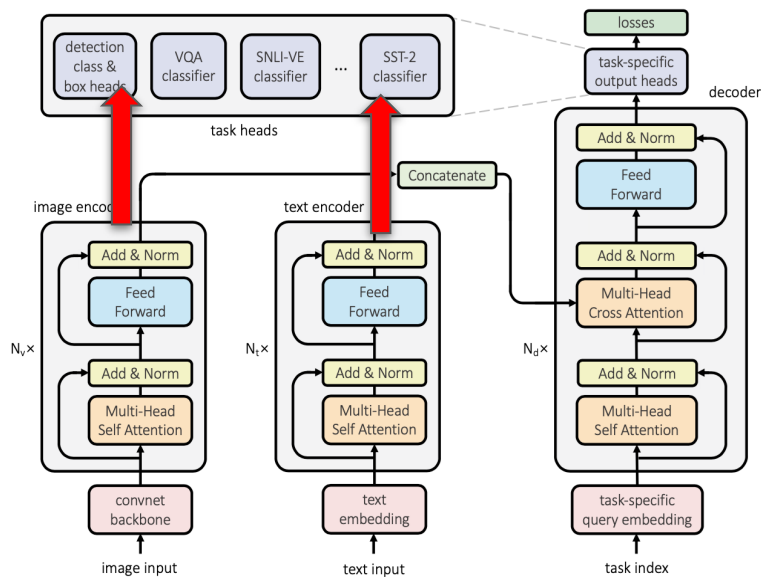 losses
detection
class &
box heads
VQA
classifier
SNLI-VE
classifier
...
SST-2
classifier
task-specific
output heads
task heads
decoder
Add & Norm
Feed
Forward
Concatenate
image encod
text encoder
Add & Norm
Feed
Forward
Add & Norm
Multi-Head
Self Attention
Nᵥ×
convnet
backbone
image input
Add & Norm
Feed
Forward
Add & Norm
Multi-Head
Self Attention
Nₜ×
text
embedding
text input
Add & Norm
Multi-Head
Cross Attention
Add & Norm
Multi-Head
Self Attention
N_d×
task-specific
query embedding
task index